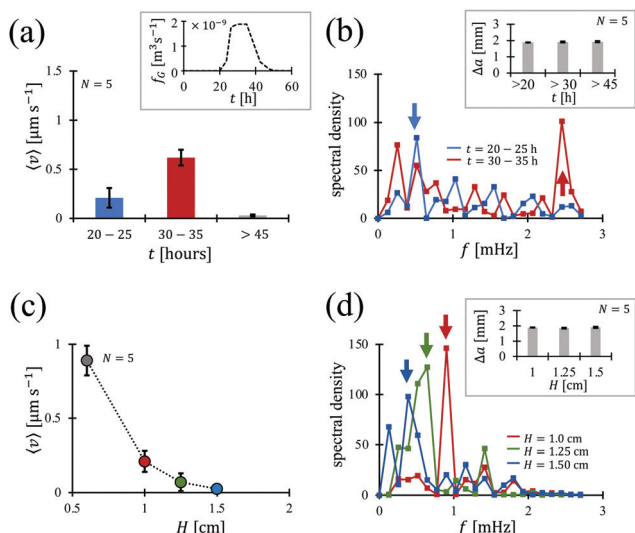 (a)
× 10⁻⁹
2
1
0
f_G [m³s⁻¹]
0 20 40 60
t [h]
1.5
1
0.5
0
⟨v⟩ [μm s⁻¹]
N = 5
20 − 25 30 − 35 > 45
t [hours]
(b)
N = 5
3
2
1
0
Δa [mm]
>20 > 30 > 45
t [h]
150
100
50
0
spectral density
t = 20 − 25 h
t = 30 − 35 h
0 1 2 3
f [mHz]
(c)
1
0.5
0
⟨v⟩ [μm s⁻¹]
N = 5
0.5 1 1.5 2
H [cm]
(d)
N = 5
3
2
1
0
Δa [mm]
1 1.25 1.5
H [cm]
150
100
50
0
spectral density
H = 1.0 cm
H = 1.25 cm
H = 1.50 cm
0 1 2 3
f [mHz]